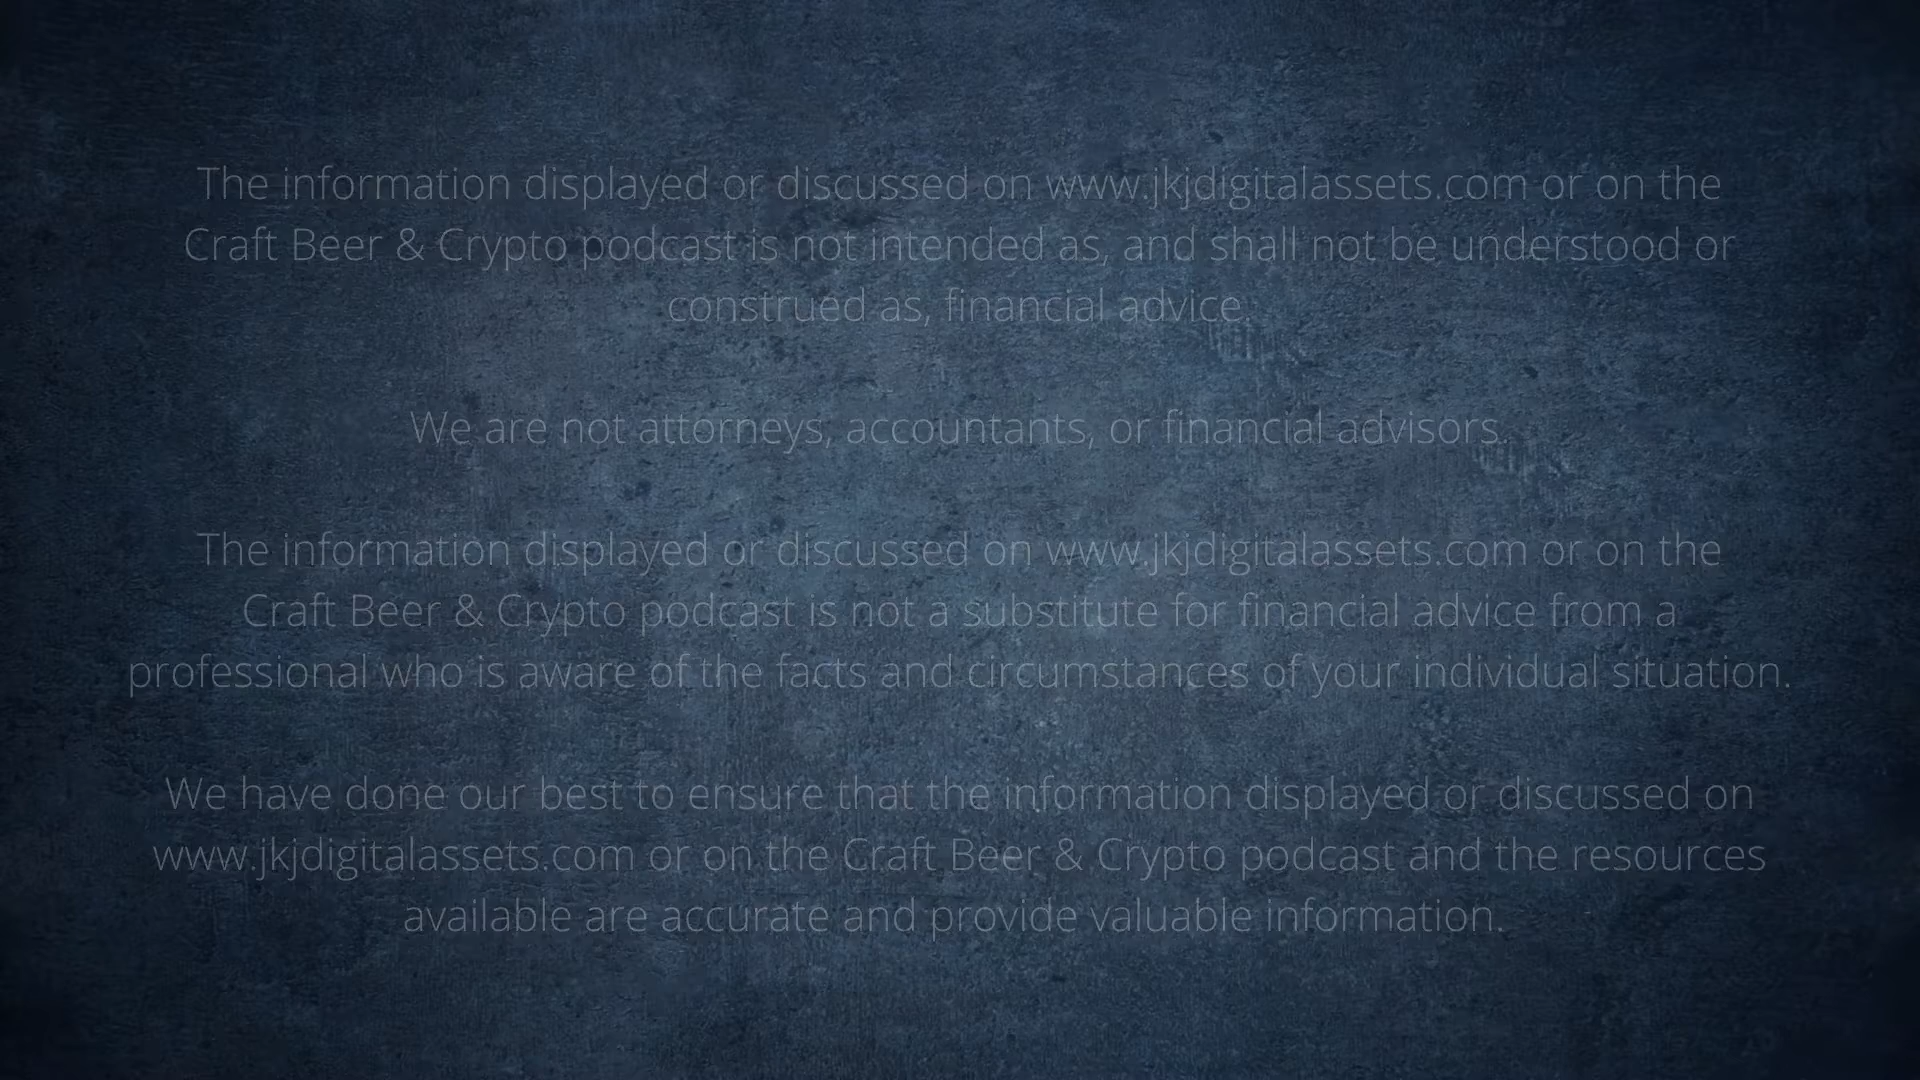 The information displayed or discussed on www.jkjdigitalassets.com or on the
Craft Beer & Crypto podcast is not intended as, and shall not be understood or
construed as, financial advice.
We are not attorneys, accountants, or financial advisors.
The information displayed or discussed on www.jkjdigitalassets.com or on the
Craft Beer & Crypto podcast is not a substitute for financial advice from a
professional who is aware of the facts and circumstances of your individual situation.
We have done our best to ensure that the information displayed or discussed on
www.jkjdigitalassets.com or on the Craft Beer & Crypto podcast and the resources
available are accurate and provide valuable information.